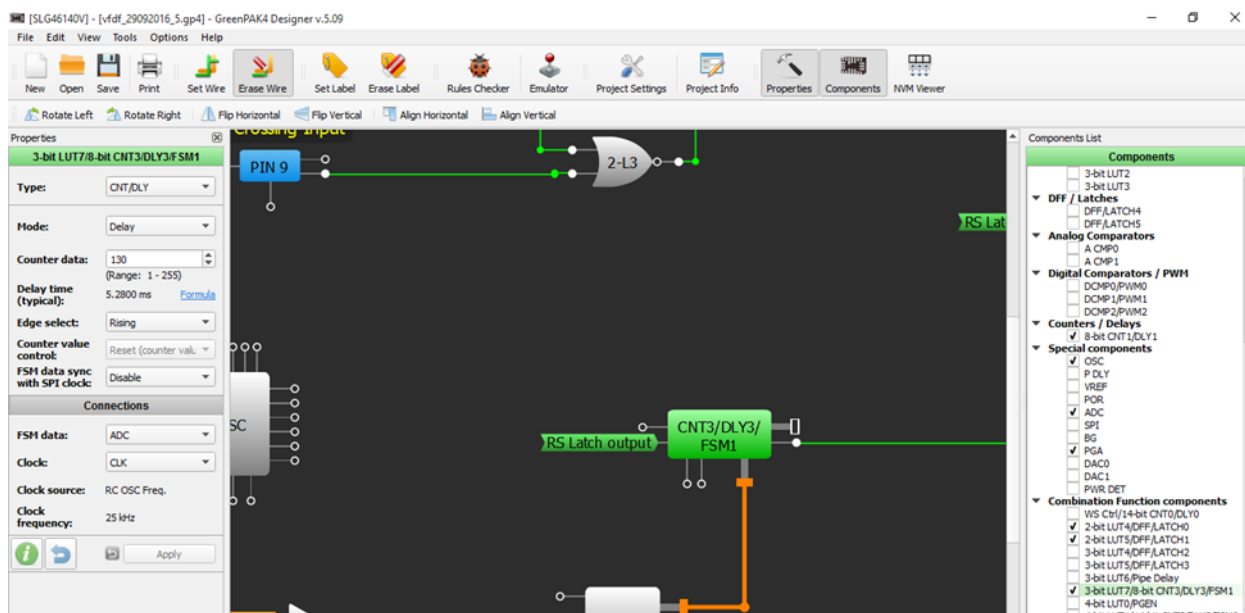 [SLG46140V] - [vfdf_29092016_5.gp4] - GreenPAK4 Designer v.5.09
File Edit View Tools Options Help
New Open Save Print Set Wire Erase Wire Set Label Erase Label Rules Checker Emulator Project Settings Project Info Properties Components NVM Viewer
Rotate Left Rotate Right Flip Horizontal Flip Vertical Align Horizontal Align Vertical
Properties
3-bit LUT7/8-bit CNT3/DLY3/FSM1
Type: CNT/DLY
Mode: Delay
Counter data: 130
(Range: 1 - 255)
Delay time
(typical): 5.2800 ms Formula
Edge select: Rising
Counter value
control: Reset (counter valu
FSM data sync
with SPI clock: Disable
Connections
FSM data: ADC
Clock: CLK
Clock source: RC OSC Freq.
Clock
frequency: 25 kHz
Apply
Crossing Input
PIN 9
2-L3
RS Lat
SC
RS Latch output
CNT3/DLY3/
FSM1
Components List
Components
3-bit LUT2
3-bit LUT3
DFF / Latches
DFF/LATCH4
DFF/LATCH5
Analog Comparators
A CMP0
A CMP1
Digital Comparators / PWM
DCMP0/PWM0
DCMP1/PWM1
DCMP2/PWM2
Counters / Delays
8-bit CNT1/DLY1
Special components
OSC
P DLY
VREF
POR
ADC
SPI
BG
PGA
DAC0
DAC1
PWR DET
Combination Function components
WS Ctrl/14-bit CNT0/DLY0
2-bit LUT4/DFF/LATCH0
2-bit LUT5/DFF/LATCH1
3-bit LUT4/DFF/LATCH2
3-bit LUT5/DFF/LATCH3
3-bit LUT6/Pipe Delay
3-bit LUT7/8-bit CNT3/DLY3/FSM1
4-bit LUT0/PGEN